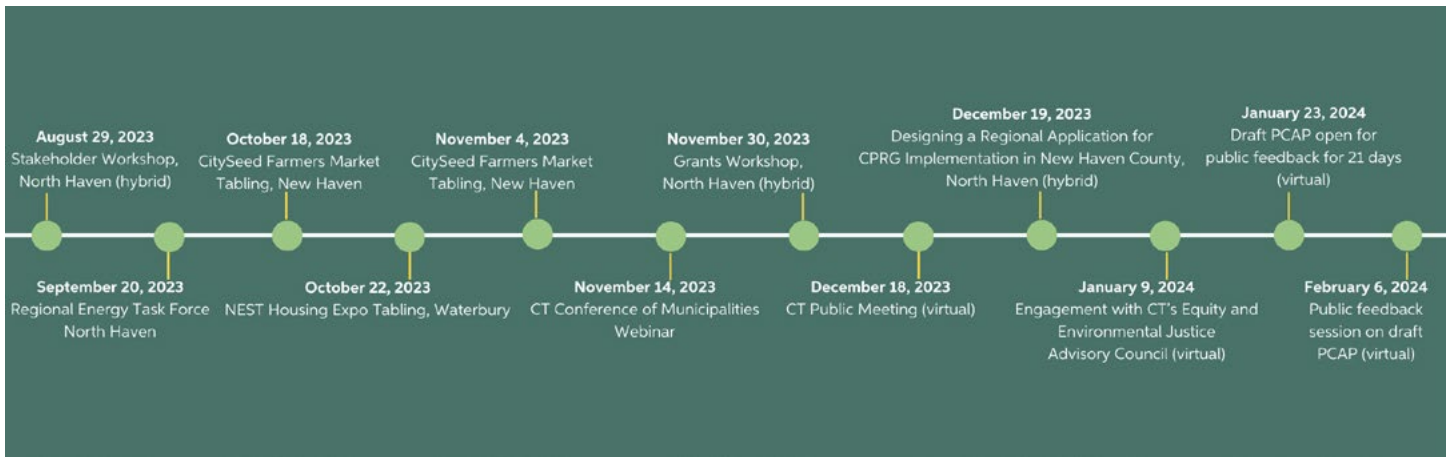 August 29, 2023
Stakeholder Workshop,
North Haven (hybrid)
September 20, 2023
Regional Energy Task Force
North Haven
October 18, 2023
CitySeed Farmers Market
Tabling, New Haven
October 22, 2023
NEST Housing Expo Tabling, Waterbury
November 4, 2023
CitySeed Farmers Market
Tabling, New Haven
November 14, 2023
CT Conference of Municipalities
Webinar
November 30, 2023
Grants Workshop,
North Haven (hybrid)
December 18, 2023
CT Public Meeting (virtual)
December 19, 2023
Designing a Regional Application for
CPRG Implementation in New Haven County,
North Haven (hybrid)
January 9, 2024
Engagement with CT's Equity and
Environmental Justice
Advisory Council (virtual)
January 23, 2024
Draft PCAP open for
public feedback for 21 days
(virtual)
February 6, 2024
Public feedback
session on draft
PCAP (virtual)